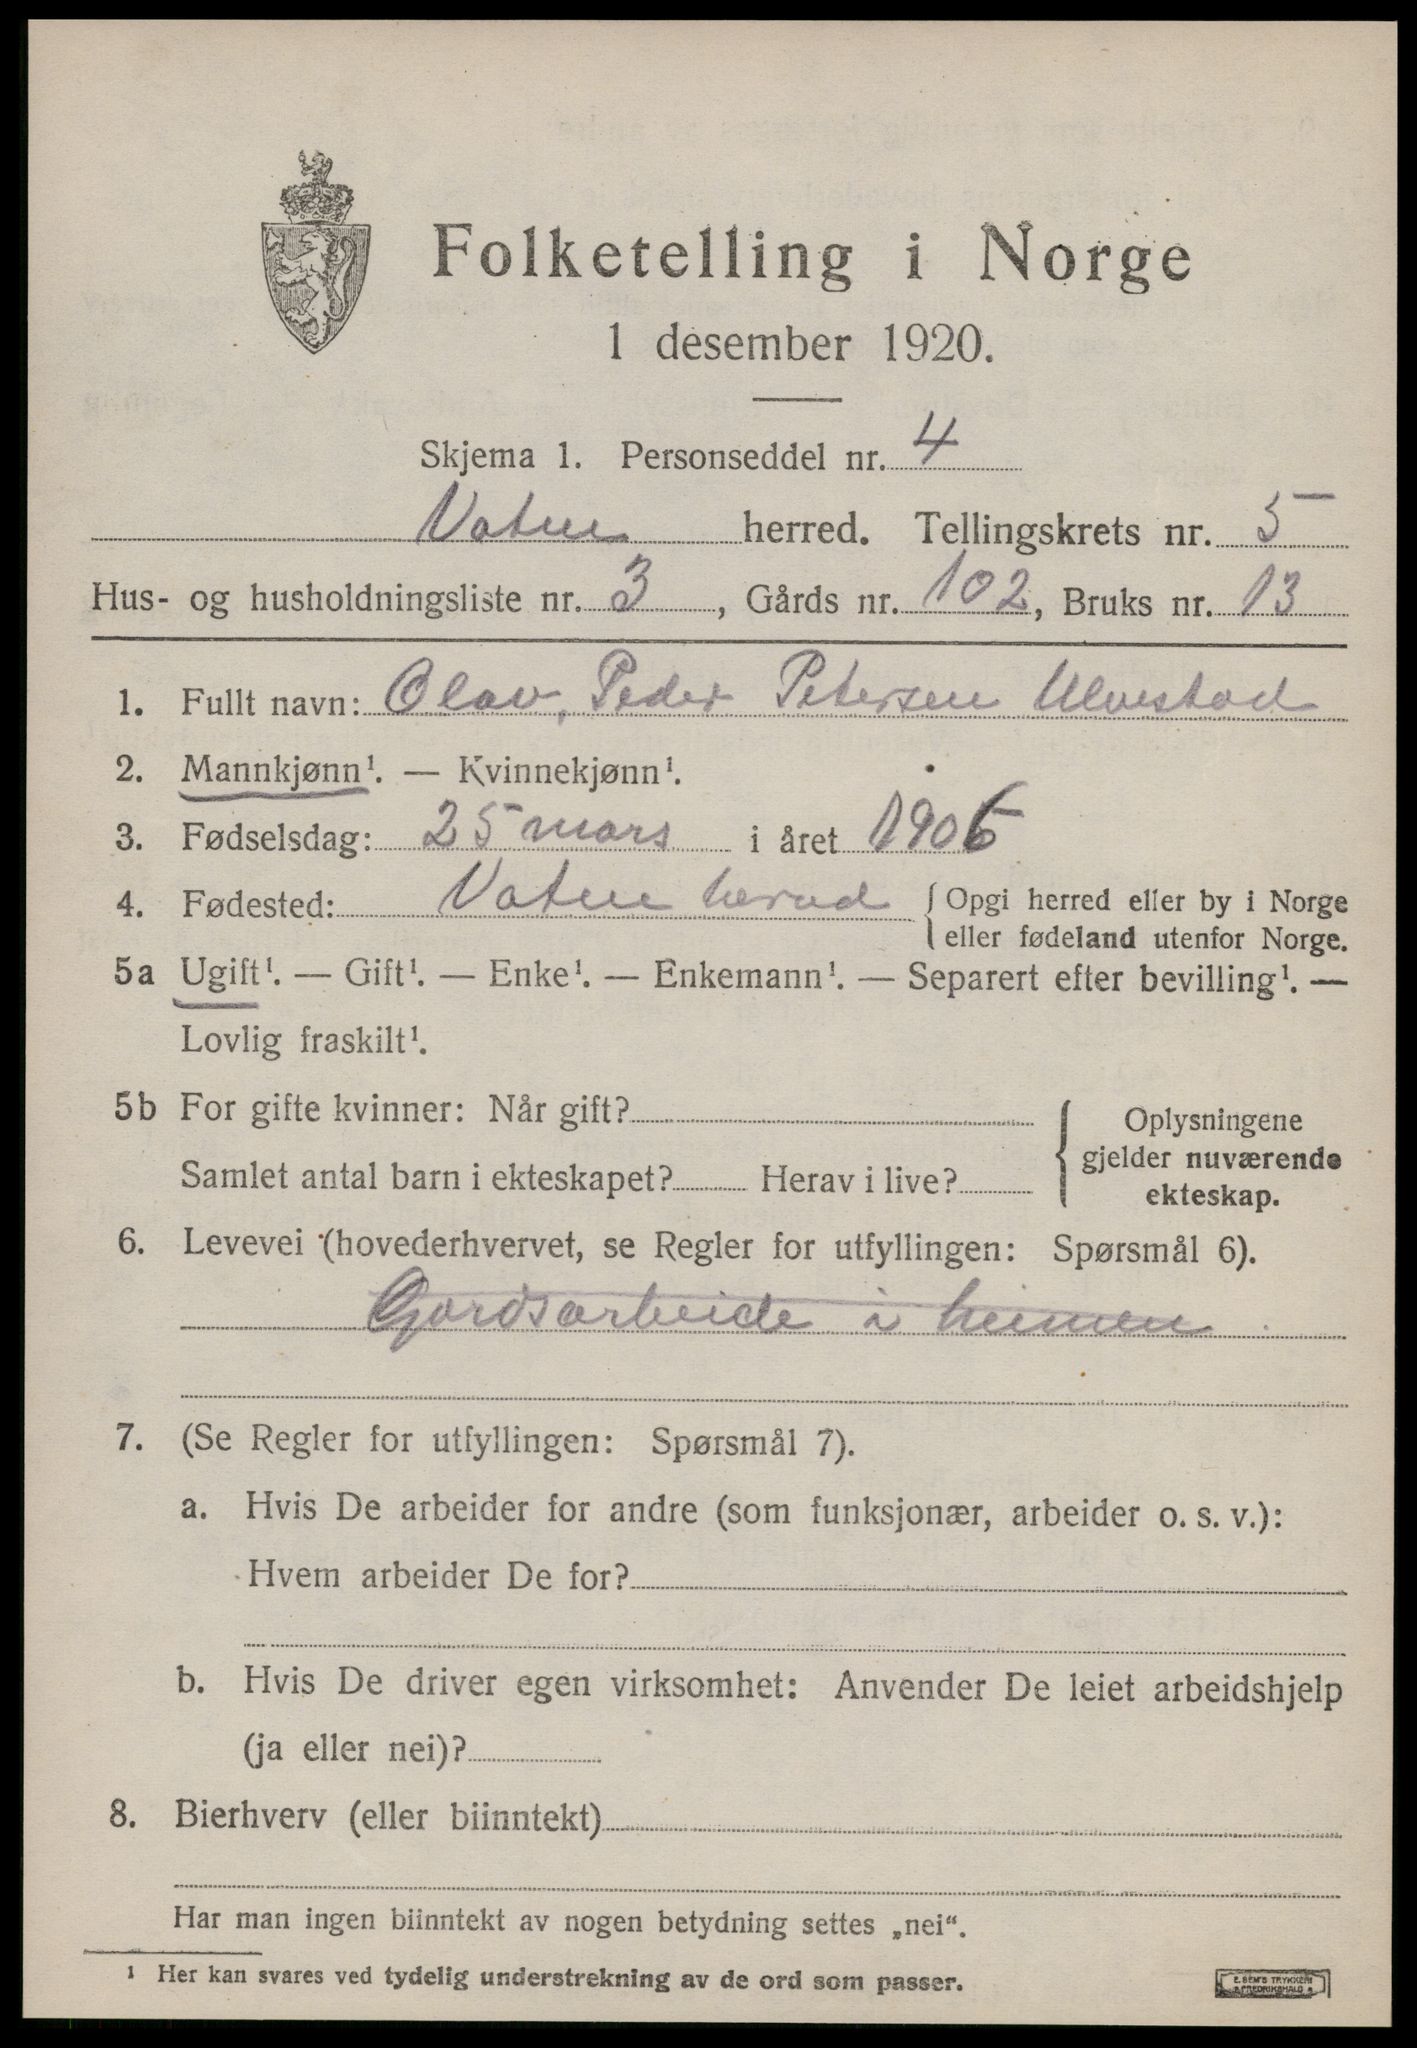 Folketelling i Norge
1 desember 1920.
Skjema 1. Personseddel nr. 4
Vatne herred. Tellingskrets nr. 5
Hus- og husholdningsliste nr. 3, Gårds nr. 102, Bruks nr. 13
1. Fullt navn: Olav, Peder Petersen Ulvestad
2. Mannkjønn¹. — Kvinnekjønn¹.
3. Fødselsdag: 25 mars i året 1906
4. Fødested: Vatne herad { Opgi herred eller by i Norge
eller fødeland utenfor Norge.
5a Ugift¹. — Gift¹. — Enke¹. — Enkemann¹. — Separert efter bevilling¹. —
Lovlig fraskilt¹.
5b For gifte kvinner: Når gift?
Samlet antal barn i ekteskapet? Herav i live?
Oplysningene
gjelder nuværende
ekteskap.
6. Levevei (hovederhvervet, se Regler for utfyllingen: Spørsmål 6).
Gardsarbeide i heimen
7. (Se Regler for utfyllingen: Spørsmål 7).
a. Hvis De arbeider for andre (som funksjonær, arbeider o. s. v.):
Hvem arbeider De for?
b. Hvis De driver egen virksomhet: Anvender De leiet arbeidshjelp
(ja eller nei)?
8. Bierhverv (eller biinntekt)
Har man ingen biinntekt av nogen betydning settes „nei“.
¹ Her kan svares ved tydelig understrekning av de ord som passer.
E. SEM'S TRYKKERI
FREDRIKSHALD